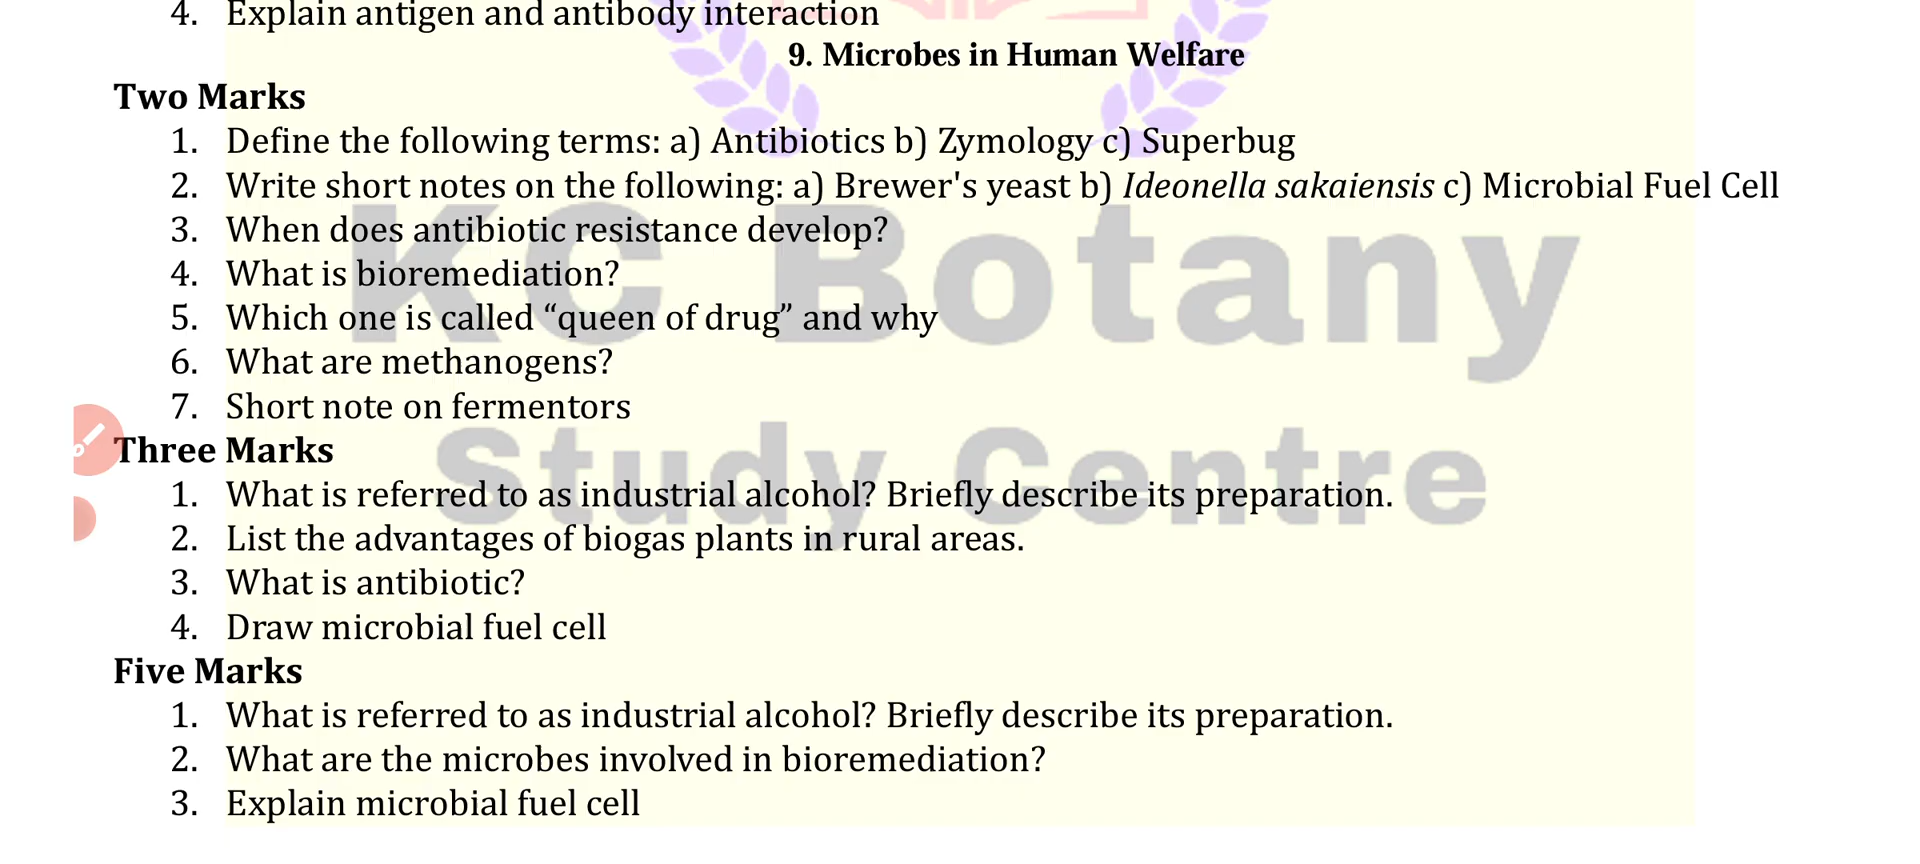 4. Explain antigen and antibody interaction
9. Microbes in Human Welfare
Two Marks
1. Define the following terms: a) Antibiotics b) Zymology c) Superbug
2. Write short notes on the following: a) Brewer's yeast b) Ideonella sakaiensis c) Microbial Fuel Cell
3. When does antibiotic resistance develop?
4. What is bioremediation?
5. Which one is called “queen of drug” and why
6. What are methanogens?
7. Short note on fermentors
Three Marks
1. What is referred to as industrial alcohol? Briefly describe its preparation.
2. List the advantages of biogas plants in rural areas.
3. What is antibiotic?
4. Draw microbial fuel cell
Five Marks
1. What is referred to as industrial alcohol? Briefly describe its preparation.
2. What are the microbes involved in bioremediation?
3. Explain microbial fuel cell
KC Botany
Study Centre